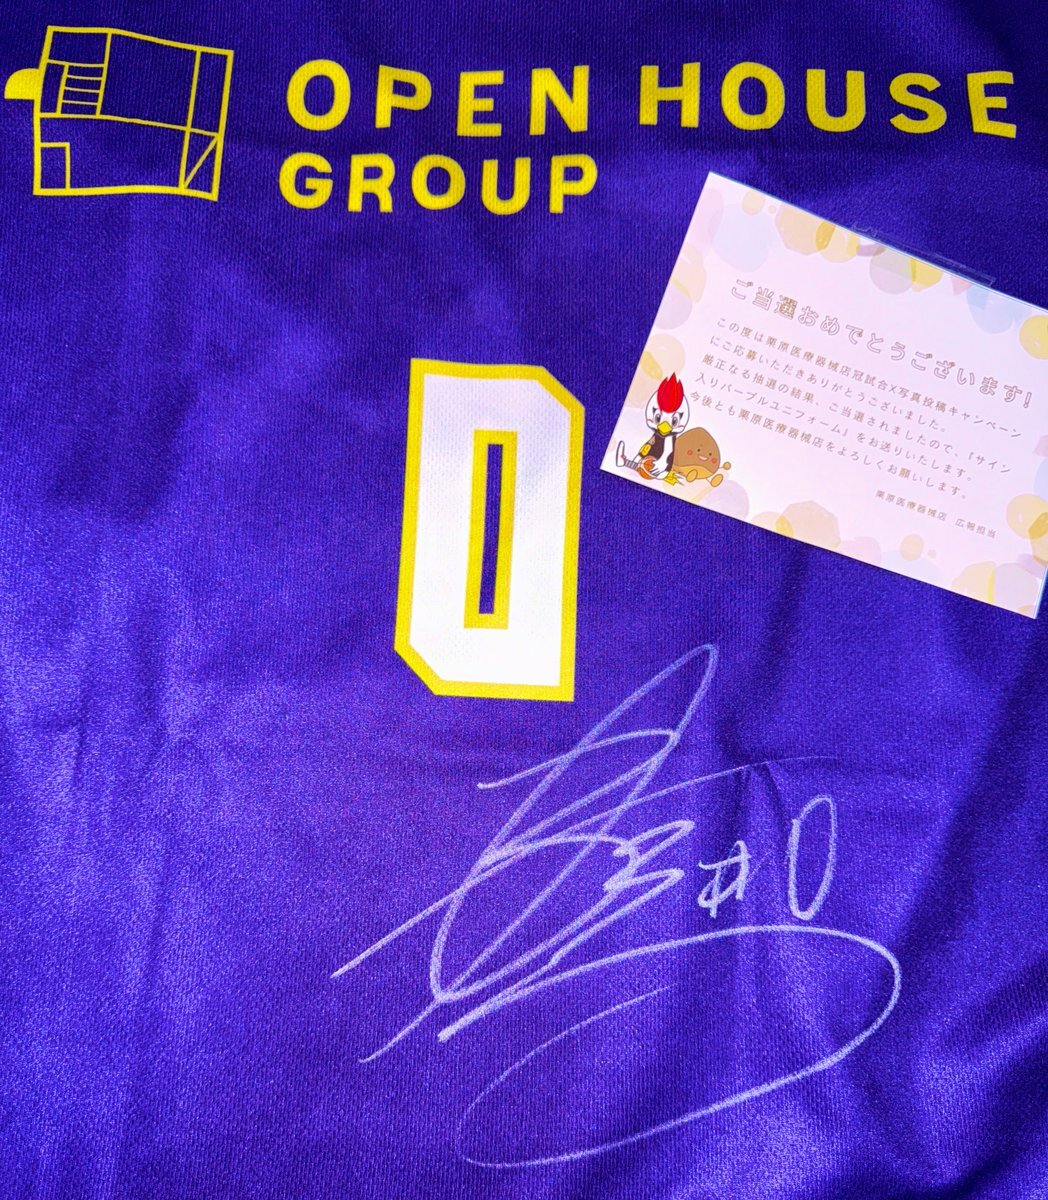 OPEN HOUSE
GROUP
ご当選おめでとうございます!
この度は栗原医療器械店冠試合X写真投稿キャンペーン
にご応募いただきありがとうございました。
厳正なる抽選の結果、ご当選されましたので、『サイン
入りパープルユニフォーム』をお送りいたします。
今後とも栗原医療器械店をよろしくお願いします。
栗原医療器械店 広報担当
0
#0